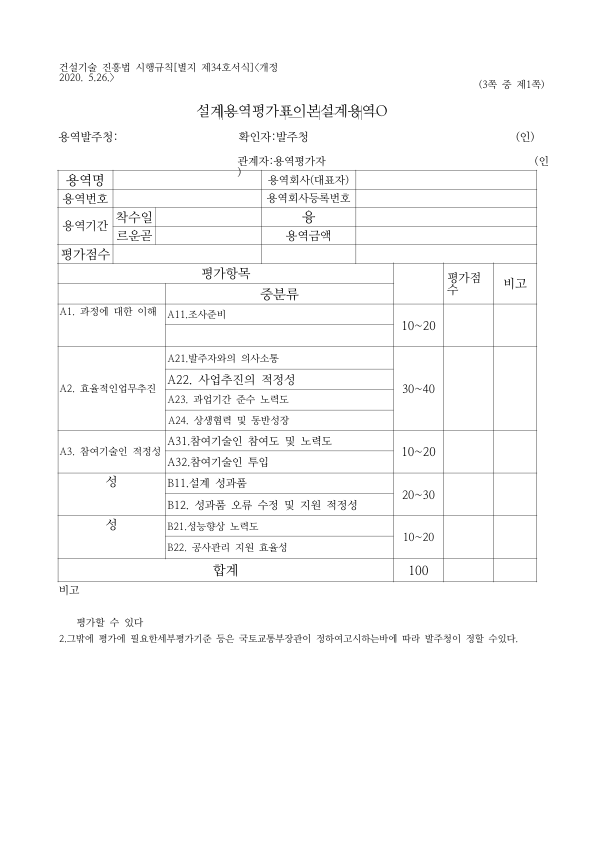 건설기술 진흥법 시행규칙[별지 제34호서식]<개정
2020. 5.26.>
(3쪽 중 제1쪽)
설계용역평가표이본설계용역O
용역발주청: 확인자:발주청 (인)
관계자:용역평가자 (인
)
용역명 용역회사(대표자)
용역번호 용역회사등록번호
용역기간 착수일 융
르운곧 용역금액
평가점수
평가항목 평가점
수 비고
중분류
A1. 과정에 대한 이해 A11.조사준비 10~20
A21.발주자와의 의사소통
A22. 사업추진의 적정성
A2. 효율적인업무추진 30~40
A23. 과업기간 준수 노력도
A24. 상생협력 및 동반성장
A31.참여기술인 참여도 및 노력도
A3. 참여기술인 적정성 10~20
A32.참여기술인 투입
성 B11.설계 성과품 20~30
B12. 성과품 오류 수정 및 지원 적정성
성 B21.성능향상 노력도 10~20
B22. 공사관리 지원 효율성
합계 100
비고
평가할 수 있다
2.그밖에 평가에 필요한세부평가기준 등은 국토교통부장관이 정하여고시하는바에 따라 발주청이 정할 수있다.